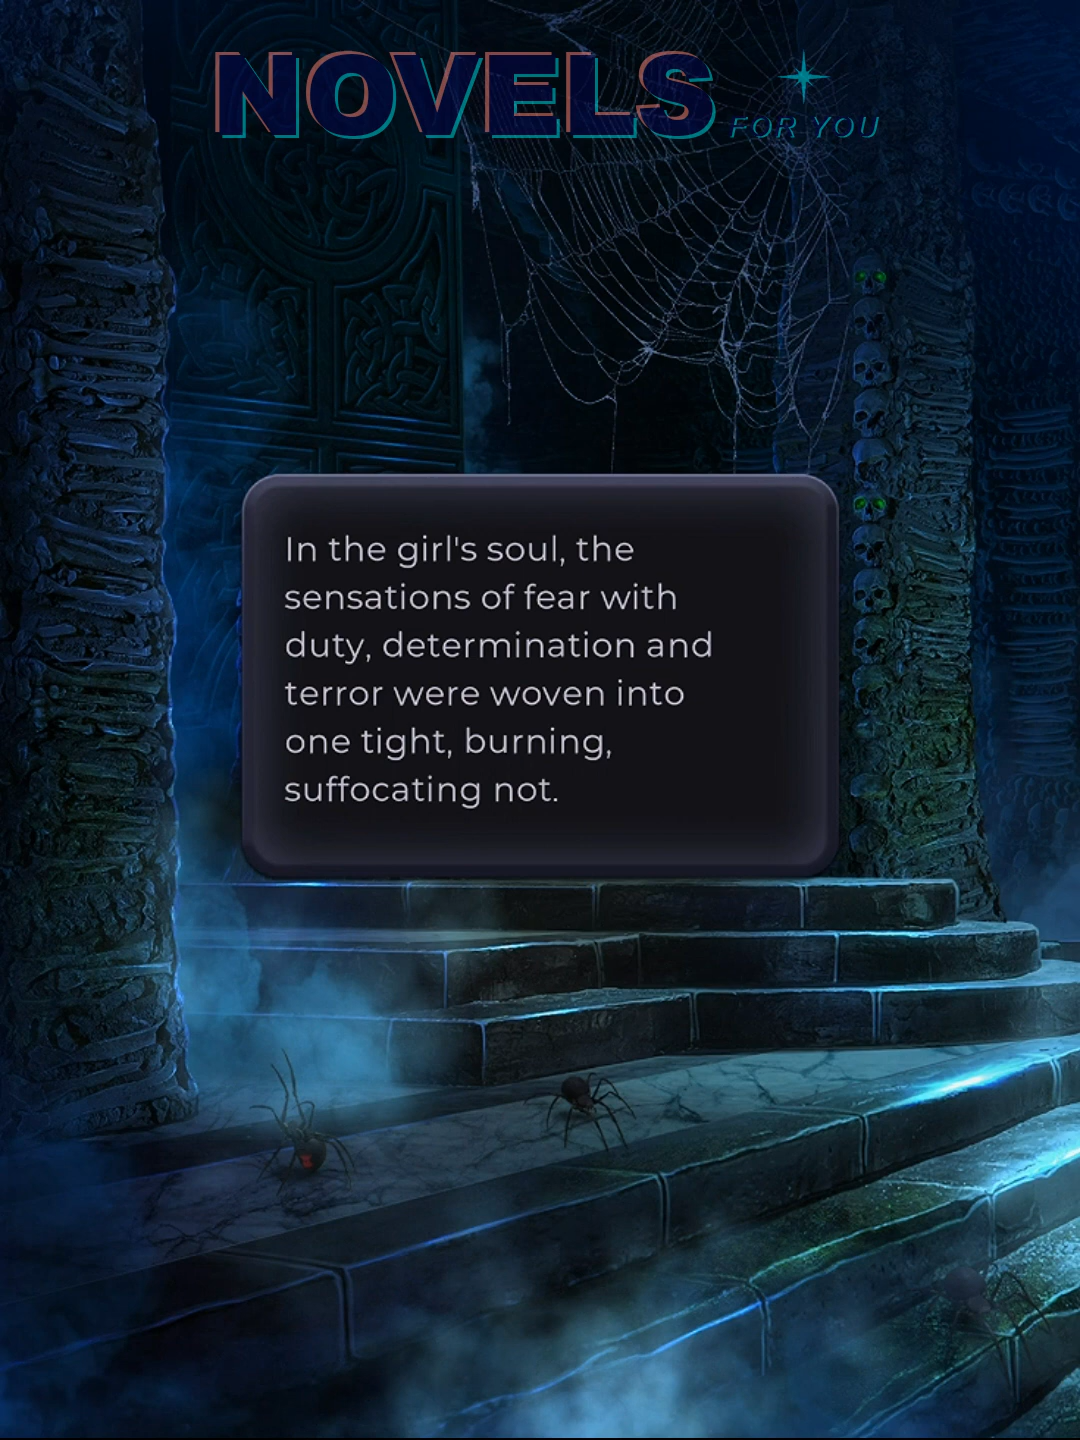 NOVELS
FOR YOU
In the girl's soul, the
sensations of fear with
duty, determination and
terror were woven into
one tight, burning,
suffocating not.